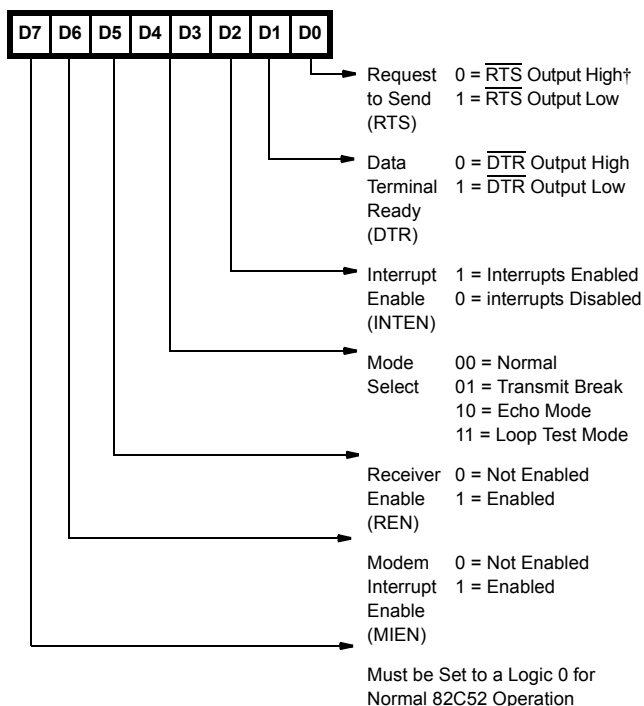 D7 D6 D5 D4 D3 D2 D1 D0
Request 0 = R̅T̅S̅ Output High†
to Send 1 = R̅T̅S̅ Output Low
(RTS)
Data 0 = D̅T̅R̅ Output High
Terminal 1 = D̅T̅R̅ Output Low
Ready
(DTR)
Interrupt 1 = Interrupts Enabled
Enable 0 = interrupts Disabled
(INTEN)
Mode 00 = Normal
Select 01 = Transmit Break
10 = Echo Mode
11 = Loop Test Mode
Receiver 0 = Not Enabled
Enable 1 = Enabled
(REN)
Modem 0 = Not Enabled
Interrupt 1 = Enabled
Enable
(MIEN)
Must be Set to a Logic 0 for
Normal 82C52 Operation